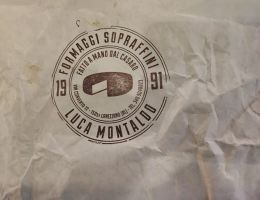 FORMAGGI SOPRAFFINI
FATTO A MANO DAL CASARO
19 91
LUCA MONTALDO